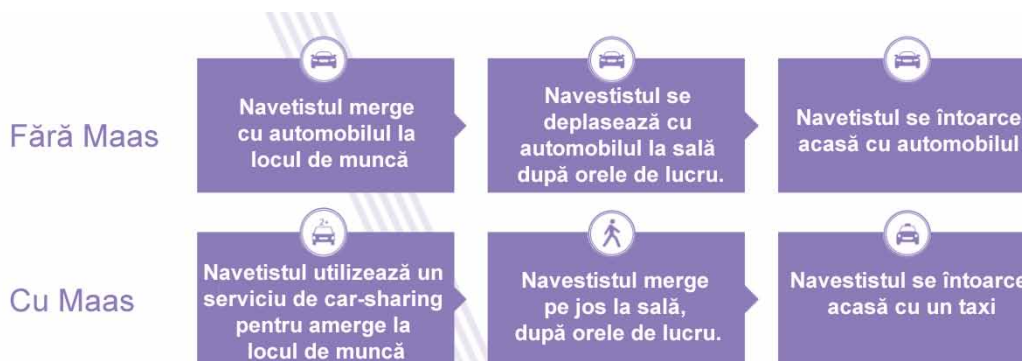 Fără Maas
Navetistul merge
cu automobilul la
locul de muncă
Navestistul se
deplasează cu
automobilul la sală
după orele de lucru.
Navetistul se întoarce
acasă cu automobilul
Cu Maas
2+
Navetistul utilizează un
serviciu de car-sharing
pentru amerge la
locul de muncă
Navestistul merge
pe jos la sală,
după orele de lucru.
Navestistul se întoarce
acasă cu un taxi